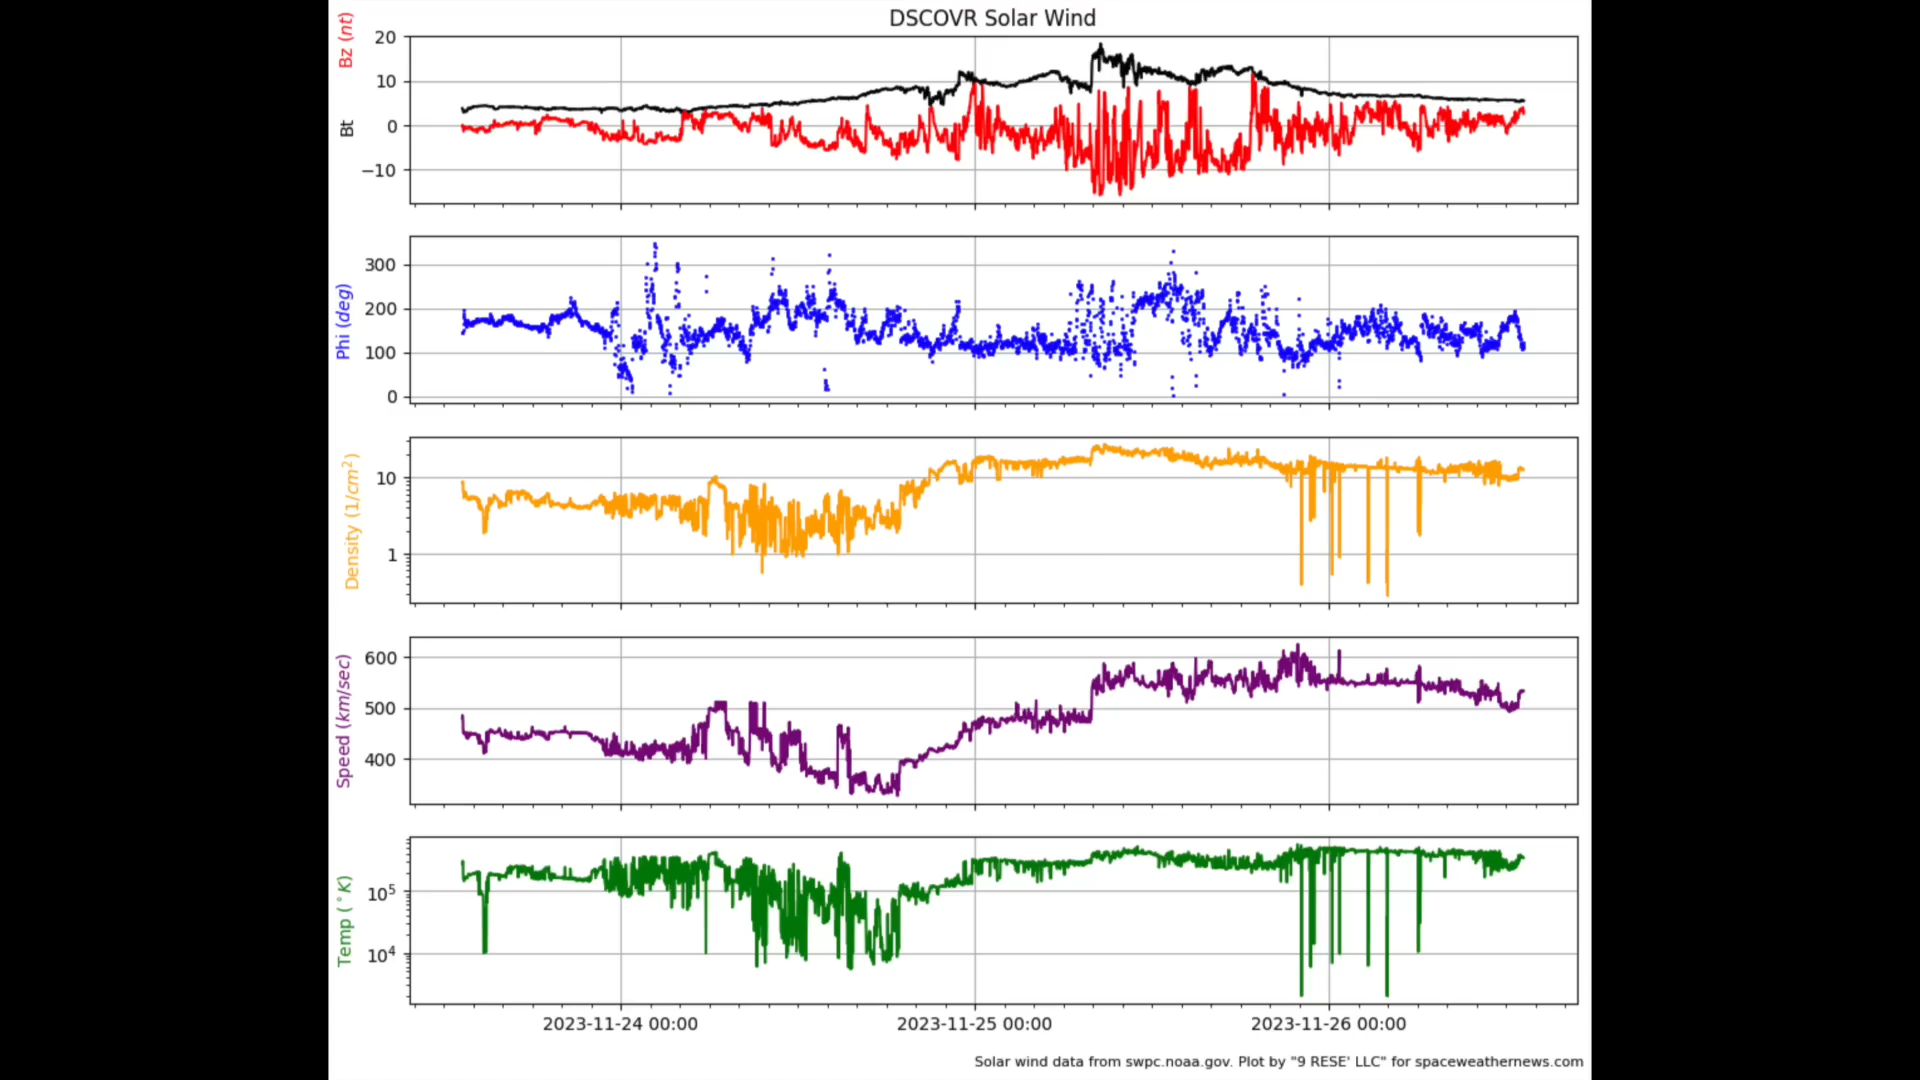 DSCOVR Solar Wind
Bt Bz (nt)
20
10
0
−10
Phi (deg)
300
200
100
0
Density (1/cm²)
10
1
Speed (km/sec)
600
500
400
Temp (°K)
10⁵
10⁴
2023-11-24 00:00 2023-11-25 00:00 2023-11-26 00:00
Solar wind data from swpc.noaa.gov. Plot by "9 RESE' LLC" for spaceweathernews.com